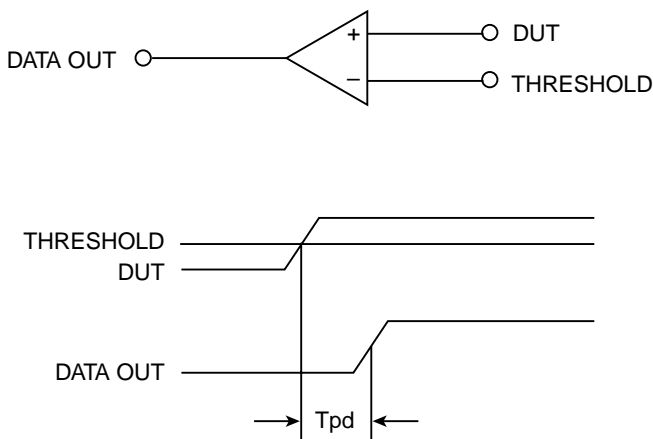 DATA OUT
+
DUT
−
THRESHOLD
THRESHOLD
DUT
DATA OUT
Tpd